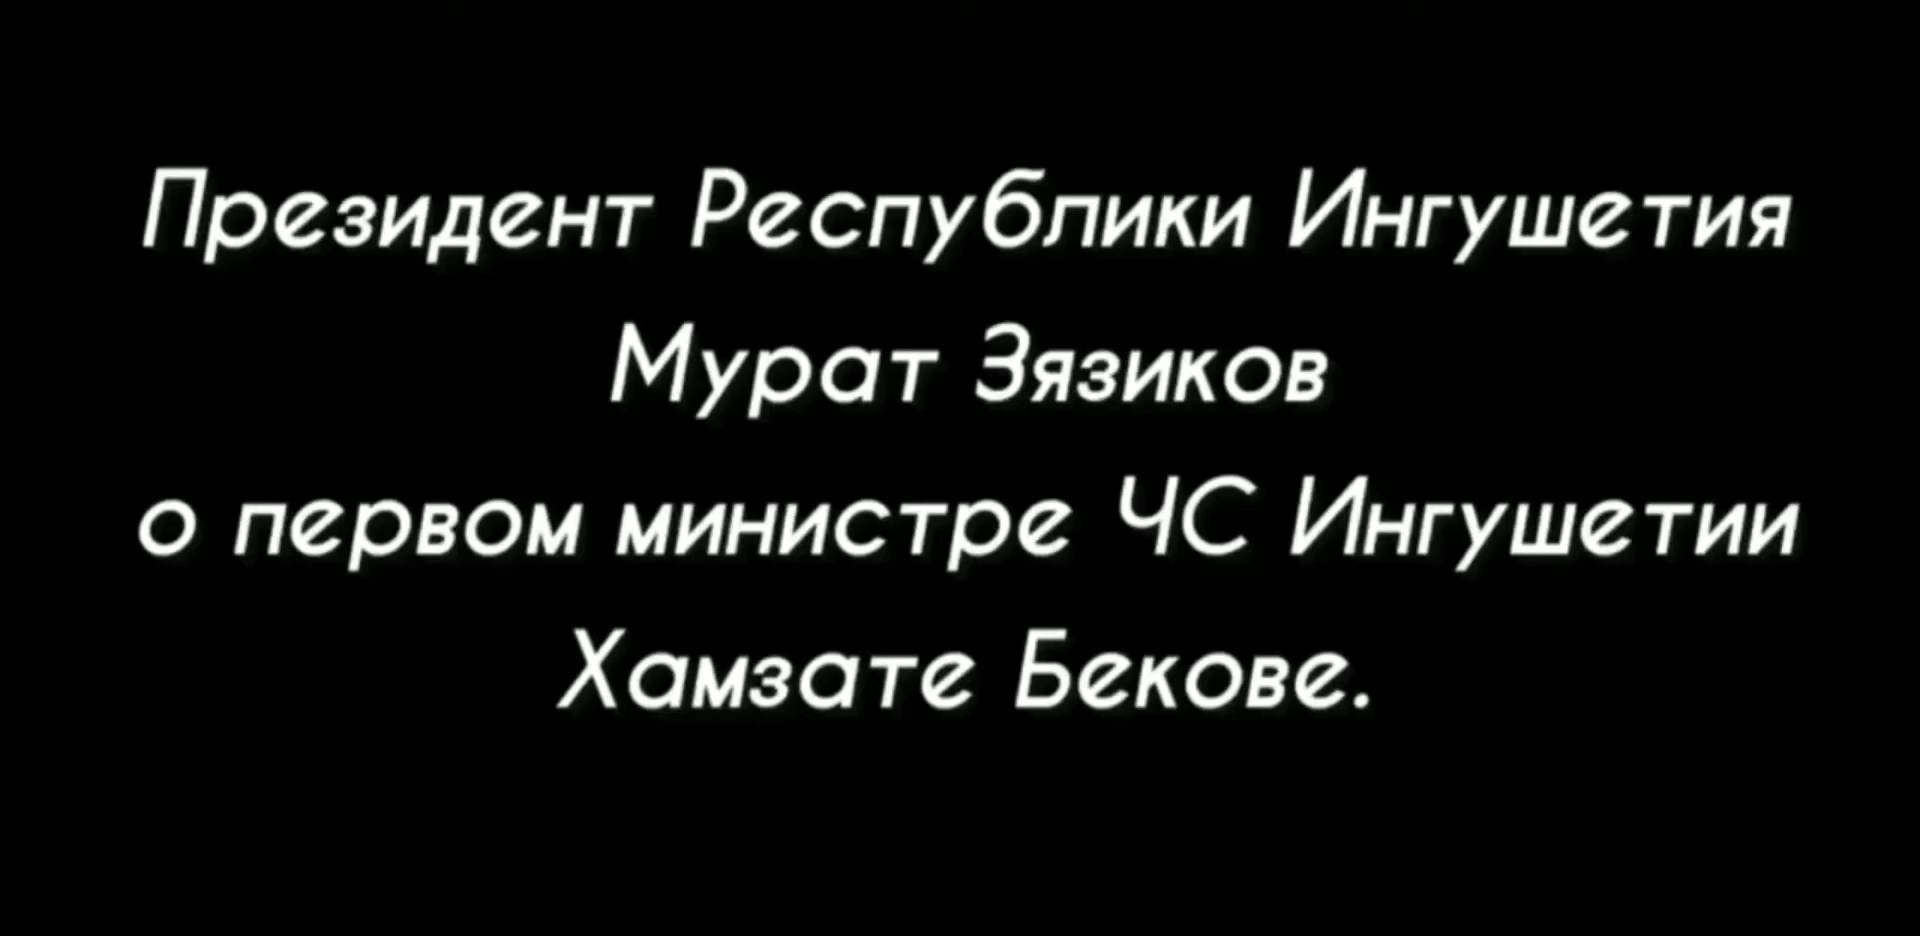 Президент Республики Ингушетия
Мурат Зязиков
о первом министре ЧС Ингушетии
Хамзате Бекове.